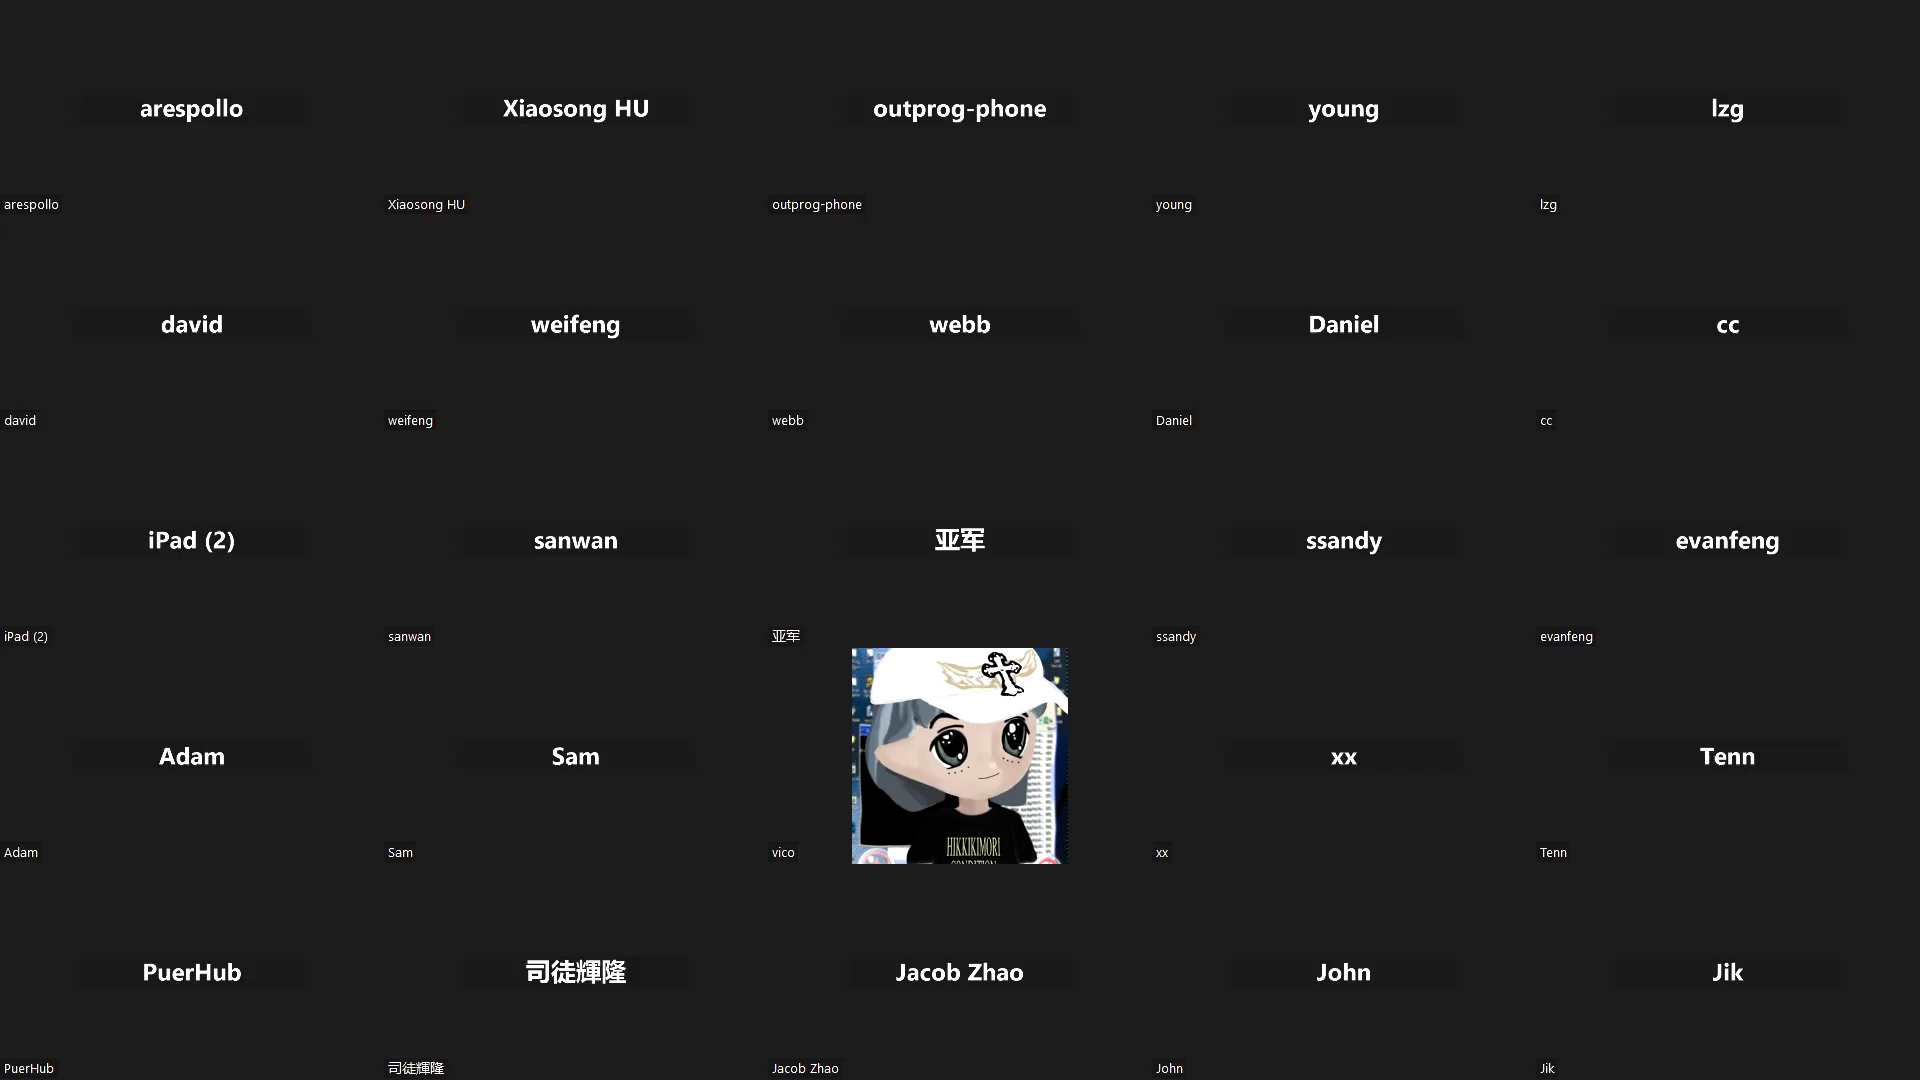 arespollo
Xiaosong HU
outprog-phone
young
lzg
arespollo
Xiaosong HU
outprog-phone
young
lzg
david
weifeng
webb
Daniel
cc
david
weifeng
webb
Daniel
cc
iPad (2)
sanwan
亚军
ssandy
evanfeng
iPad (2)
sanwan
亚军
ssandy
evanfeng
Adam
Sam
xx
Tenn
HIKKIKIMORI
CONDITION
Adam
Sam
vico
xx
Tenn
PuerHub
司徒輝隆
Jacob Zhao
John
Jik
PuerHub
司徒輝隆
Jacob Zhao
John
Jik